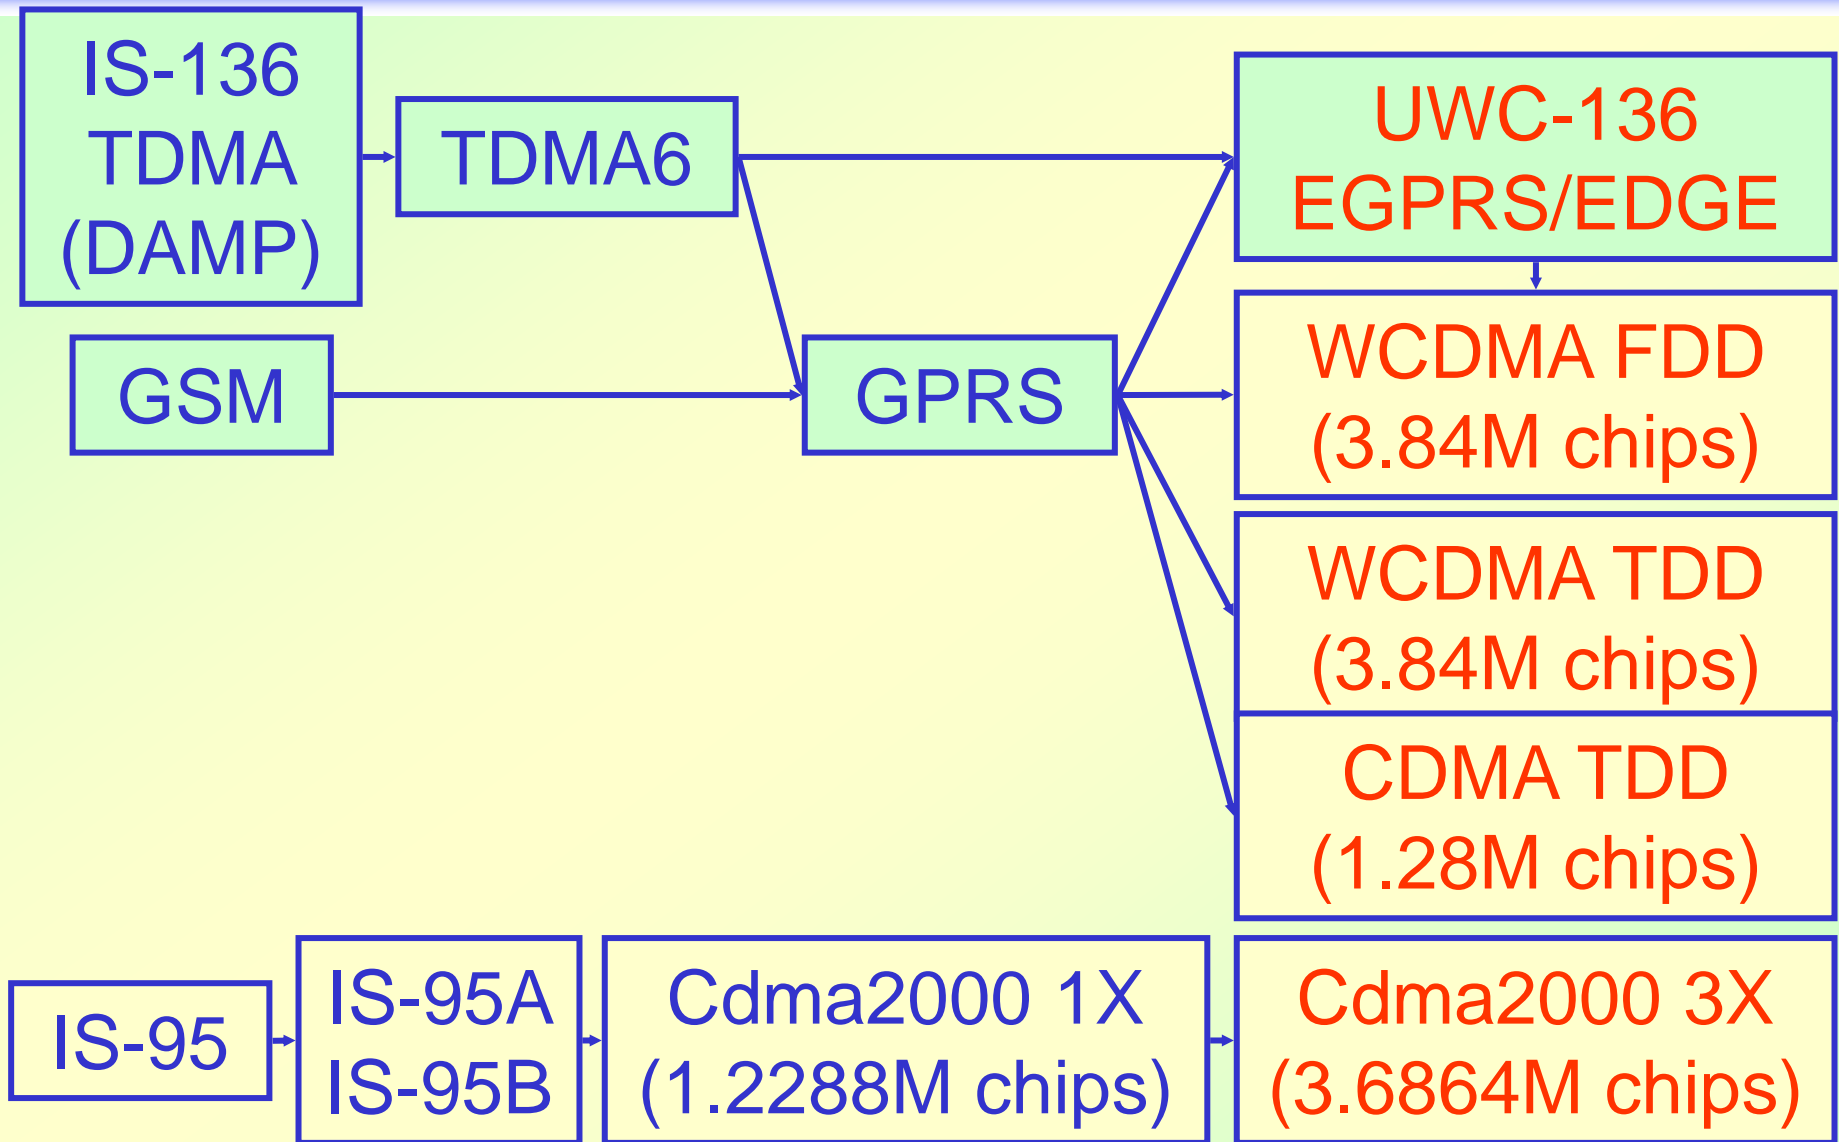 IS-136
TDMA
(DAMP)
TDMA6
UWC-136
EGPRS/EDGE
GSM
GPRS
WCDMA FDD
(3.84M chips)
WCDMA TDD
(3.84M chips)
CDMA TDD
(1.28M chips)
IS-95
IS-95A
IS-95B
Cdma2000 1X
(1.2288M chips)
Cdma2000 3X
(3.6864M chips)